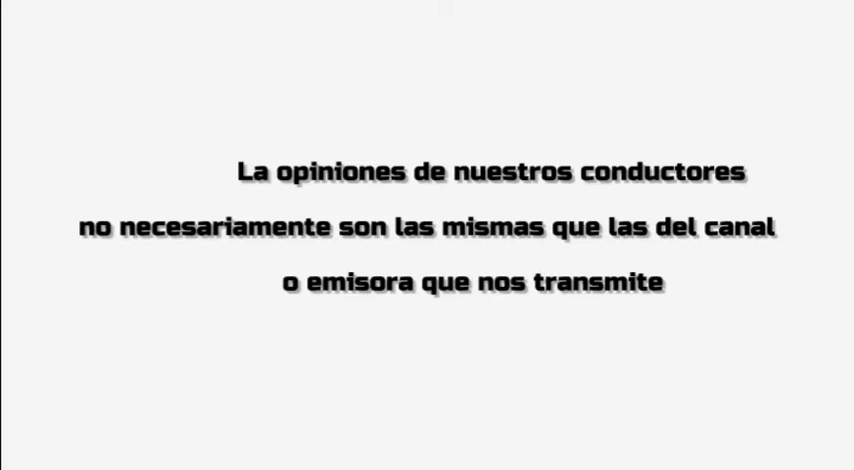 La opiniones de nuestros conductores
no necesariamente son las mismas que las del canal
o emisora que nos transmite